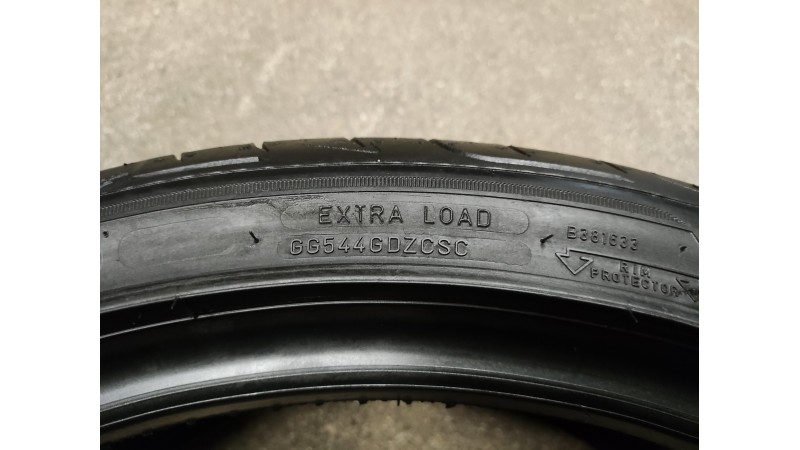 EXTRA LOAD
GG544GDZCSC
B381633
RIM
PROTECTOR